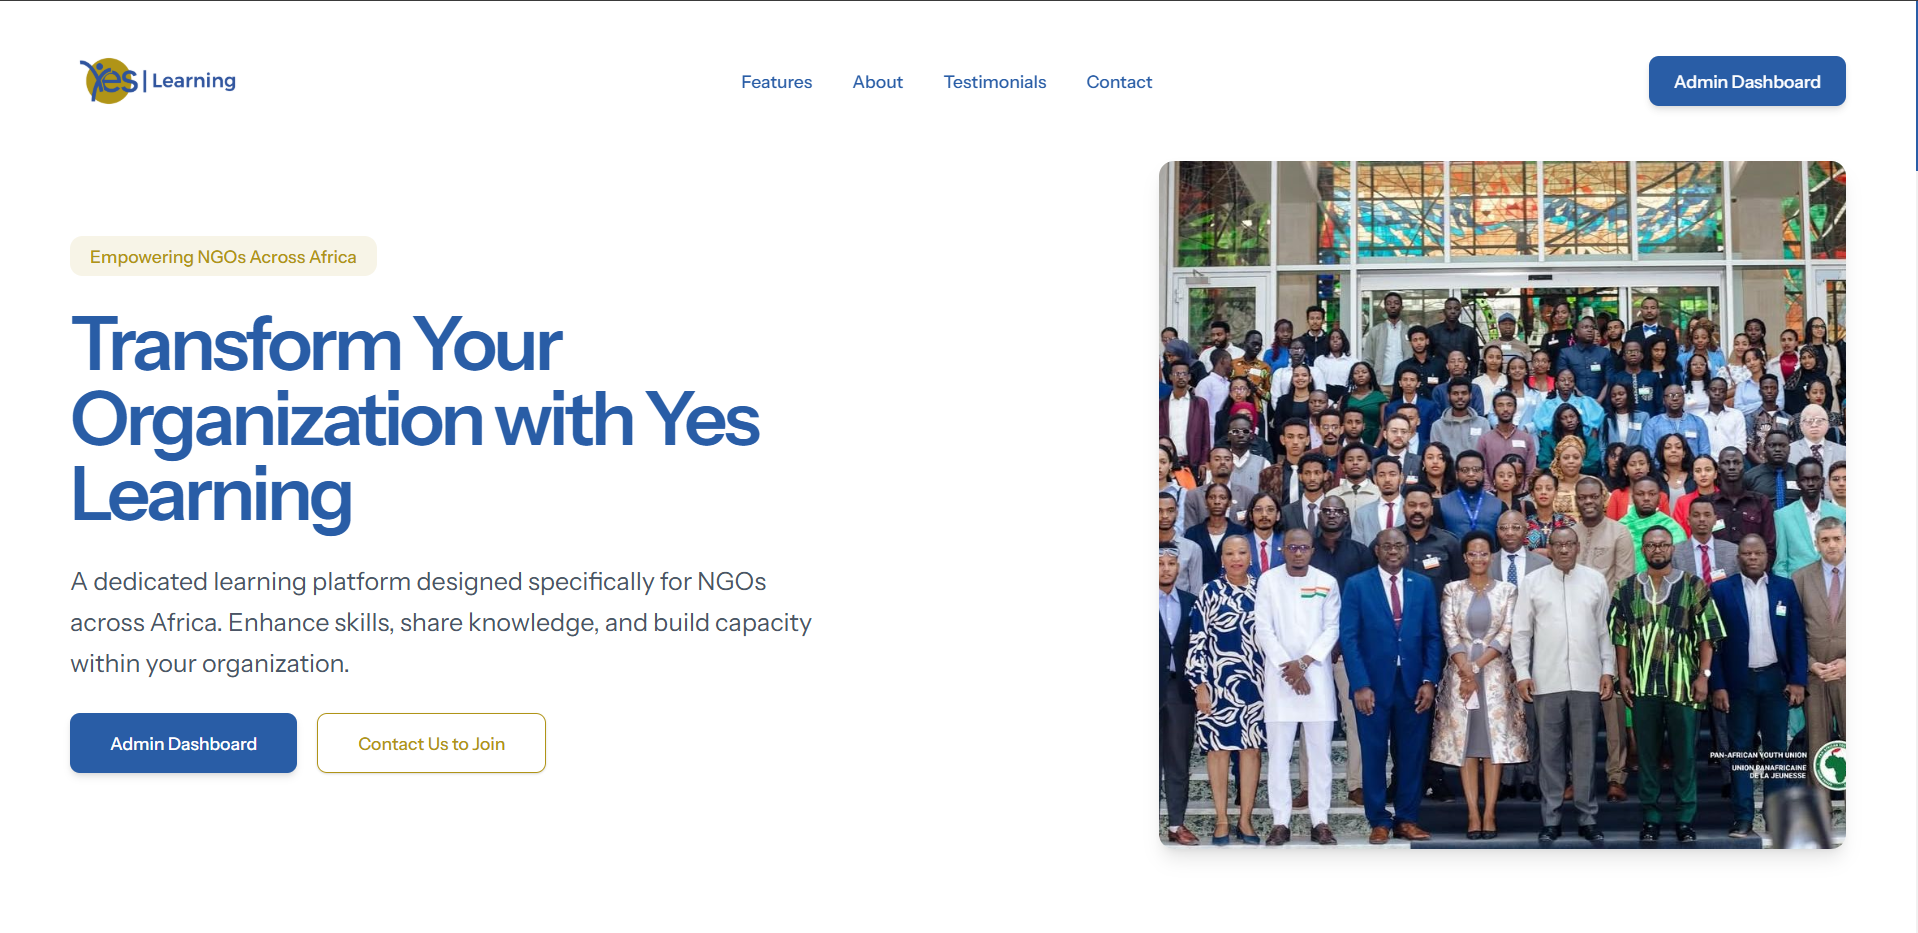 Yes | Learning
Features
About
Testimonials
Contact
Admin Dashboard
Empowering NGOs Across Africa
Transform Your
Organization with Yes
Learning
A dedicated learning platform designed specifically for NGOs
across Africa. Enhance skills, share knowledge, and build capacity
within your organization.
Admin Dashboard
Contact Us to Join
PAN-AFRICAN YOUTH UNION
UNION PANAFRICAINE
DE LA JEUNESSE